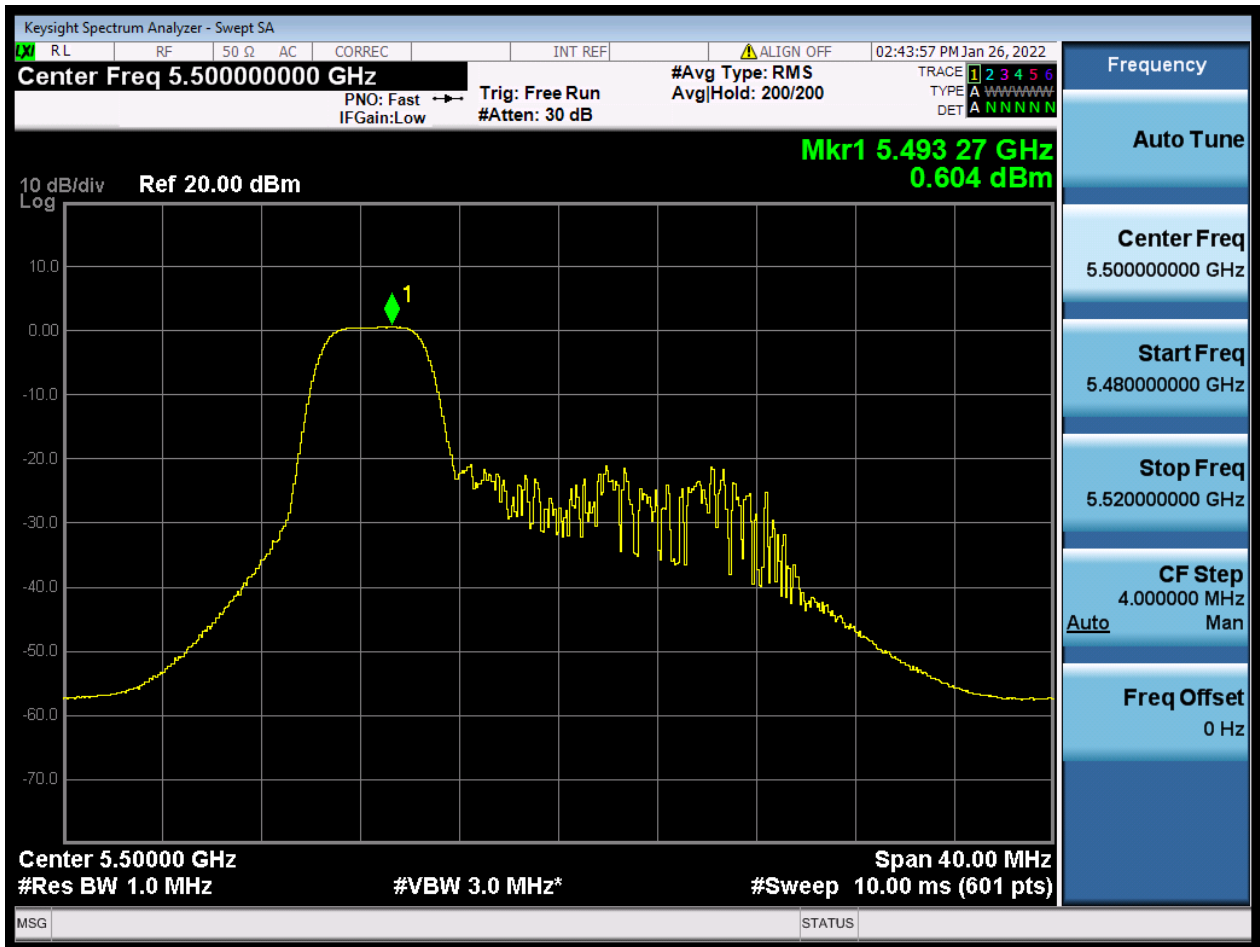 Keysight Spectrum Analyzer - Swept SA
LXI RL RF 50 Ω AC CORREC INT REF ALIGN OFF 02:43:57 PM Jan 26, 2022
Center Freq 5.500000000 GHz
PNO: Fast
IFGain:Low
Trig: Free Run
#Atten: 30 dB
#Avg Type: RMS
Avg|Hold: 200/200
TRACE 1 2 3 4 5 6
TYPE A WWWWW
DET A N N N N N
Mkr1 5.493 27 GHz
0.604 dBm
10 dB/div Ref 20.00 dBm
Log
10.0
1
0.00
-10.0
-20.0
-30.0
-40.0
-50.0
-60.0
-70.0
Center 5.50000 GHz Span 40.00 MHz
#Res BW 1.0 MHz #VBW 3.0 MHz* #Sweep 10.00 ms (601 pts)
MSG STATUS
Frequency
Auto Tune
Center Freq
5.500000000 GHz
Start Freq
5.480000000 GHz
Stop Freq
5.520000000 GHz
CF Step
4.000000 MHz
Auto Man
Freq Offset
0 Hz